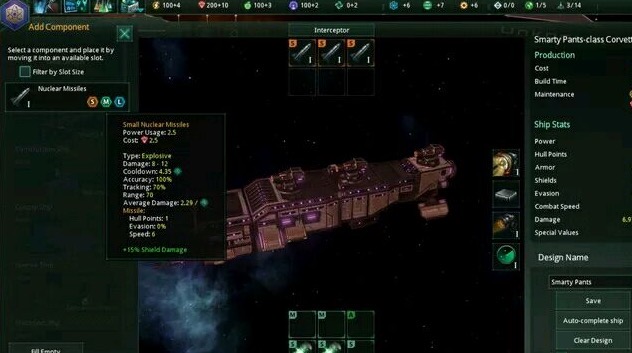 100+4
200+10
100+3
100+2
0+2
+6
+7
+6
0/0
1/5
3/14
Add Component
Interceptor
Smarty Pants-class Corvett
Select a component and place it by
moving it into an available slot.
Filter by Slot Size
Nuclear Missiles
I
S M L
S S S
I I I
Production
Cost
Build Time
Maintenance
Small Nuclear Missiles
Power Usage: 2.5
Cost: 2.5
Type: Explosive
Damage: 8 - 12
Cooldown: 4.35
Accuracy: 100%
Tracking: 70%
Range: 70
Average Damage: 2.29 /
Missile:
Hull Points: 1
Evasion: 0%
Speed: 6
+15% Shield Damage
Ship Stats
Power
Hull Points
Armor
Shields
Evasion
Combat Speed
Damage 6.9
Special Values
I
I
I
I
Design Name
Smarty Pants
Save
Auto-complete ship
Clear Design
M M A
S S S
Fill Empty